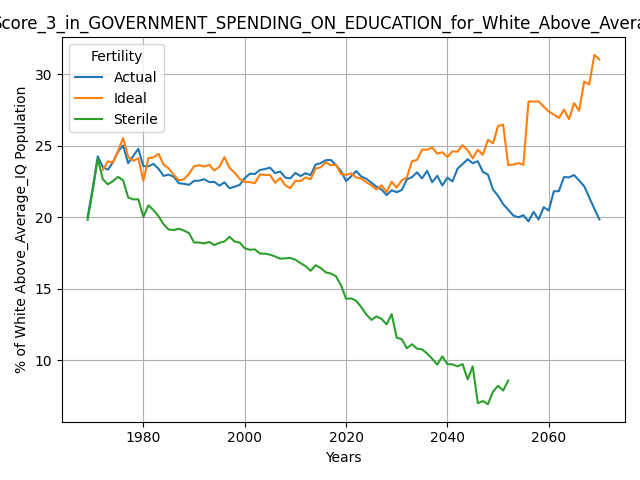 Score_3_in_GOVERNMENT_SPENDING_ON_EDUCATION_for_White_Above_Avera
Fertility
Actual
Ideal
Sterile
% of White Above_Average_IQ Population
30
25
20
15
10
1980
2000
2020
2040
2060
Years